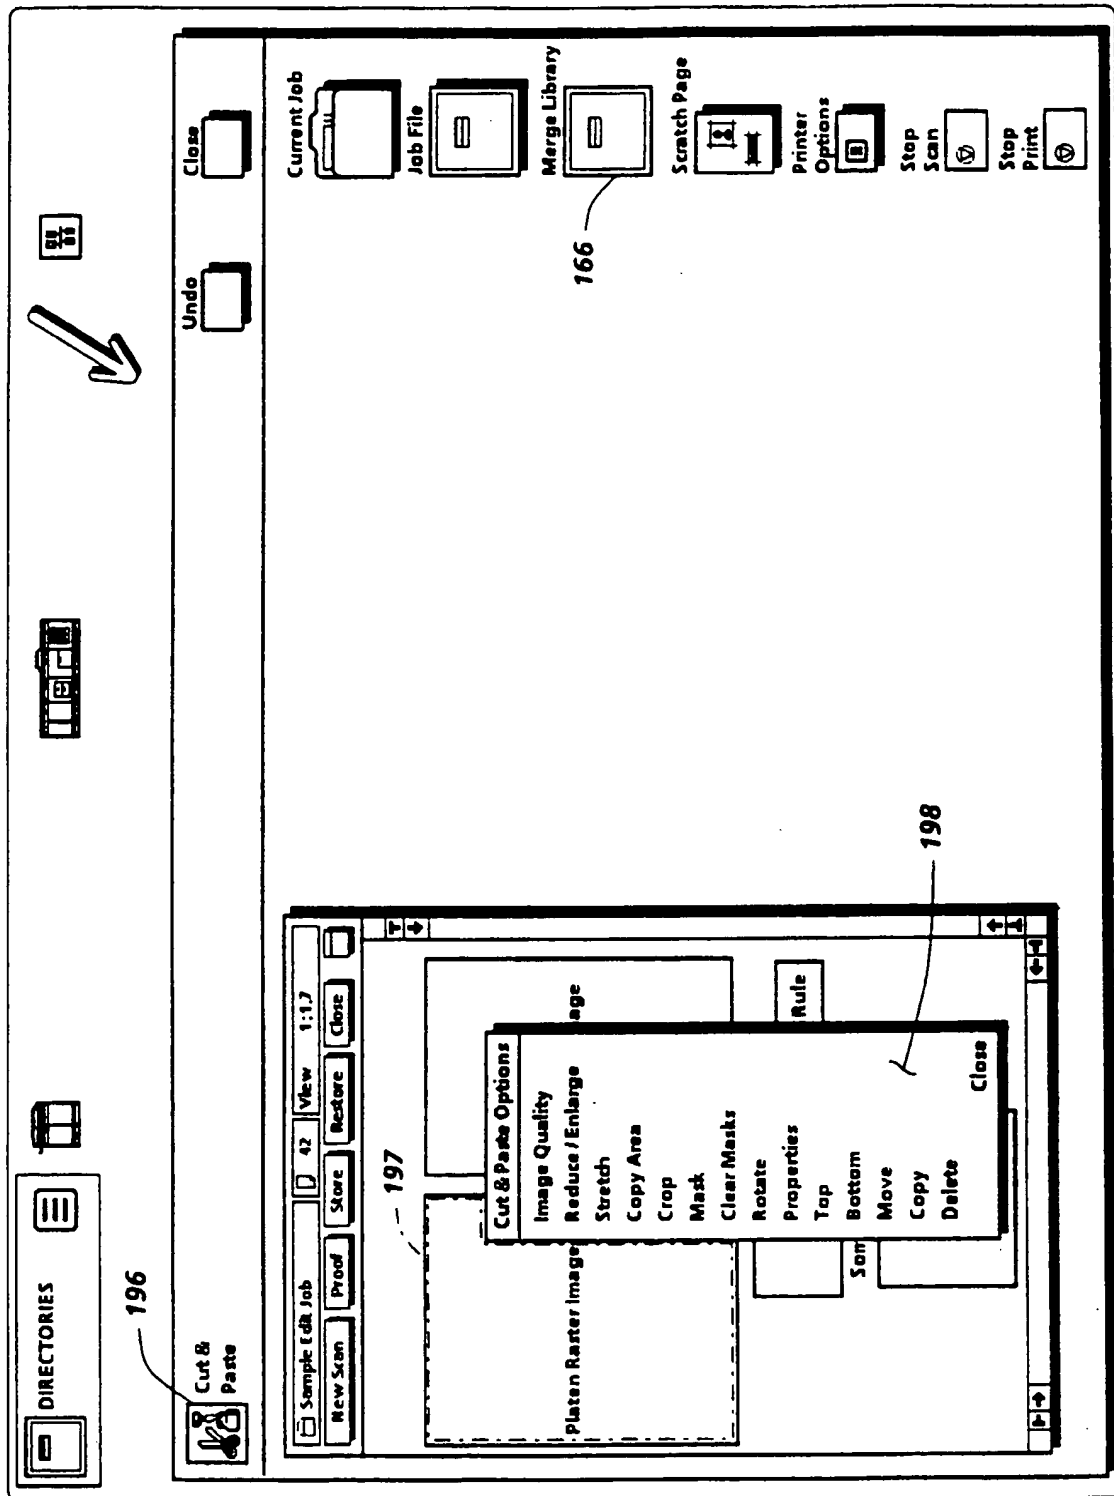 DIRECTORIES
196
Cut &
Paste
Undo
Close
Sample Edit Job
42
View
1:1.7
New Scan
Proof
Store
Restore
Close
197
Platen Raster Image
age
Rule
Son
Cut & Paste Options
Image Quality
Reduce / Enlarge
Stretch
Copy Area
Crop
Mask
Clear Masks
Rotate
Properties
Top
Bottom
Move
Copy
Delete
Close
198
Current Job
Job File
Merge Library
166
Scratch Page
Printer
Options
Stop
Scan
Stop
Print